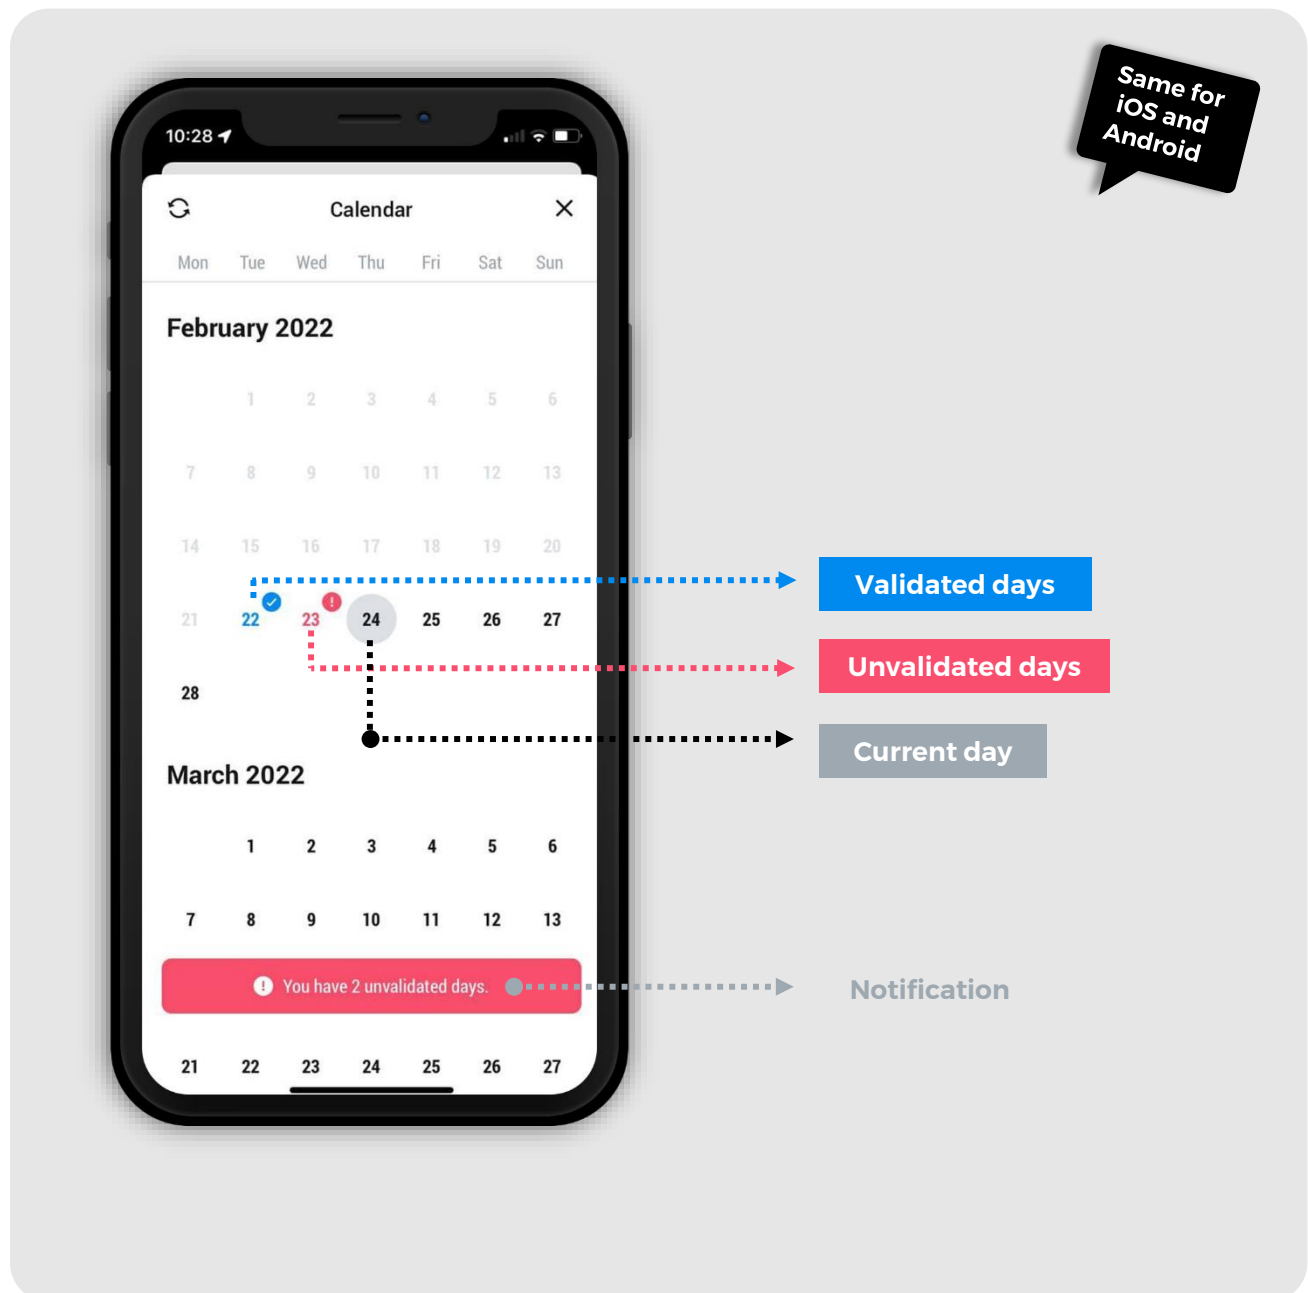 Same for
iOS and
Android
10:28
Calendar
Mon Tue Wed Thu Fri Sat Sun
February 2022
1 2 3 4 5 6
7 8 9 10 11 12 13
14 15 16 17 18 19 20
21 22 23 24 25 26 27
28
Validated days
Unvalidated days
Current day
March 2022
1 2 3 4 5 6
7 8 9 10 11 12 13
You have 2 unvalidated days.
Notification
21 22 23 24 25 26 27